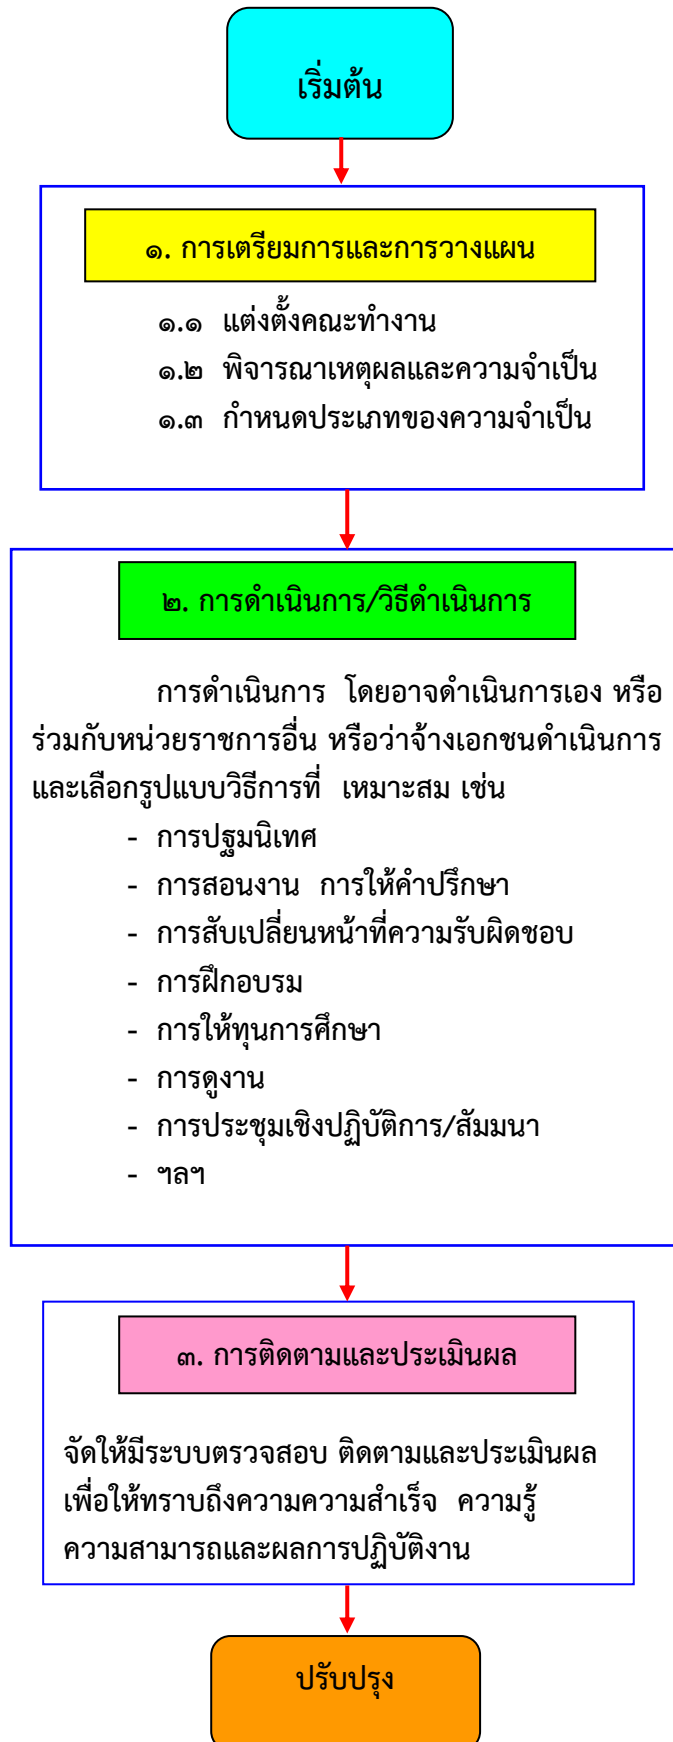 เริ่มต้น
๑. การเตรียมการและการวางแผน
๑.๑ แต่งตั้งคณะทำงาน
๑.๒ พิจารณาเหตุผลและความจำเป็น
๑.๓ กำหนดประเภทของความจำเป็น
๒. การดำเนินการ/วิธีดำเนินการ
การดำเนินการ โดยอาจดำเนินการเอง หรือ
ร่วมกับหน่วยราชการอื่น หรือว่าจ้างเอกชนดำเนินการ
และเลือกรูปแบบวิธีการที่ เหมาะสม เช่น
- การปฐมนิเทศ
- การสอนงาน การให้คำปรึกษา
- การสับเปลี่ยนหน้าที่ความรับผิดชอบ
- การฝึกอบรม
- การให้ทุนการศึกษา
- การดูงาน
- การประชุมเชิงปฏิบัติการ/สัมมนา
- ฯลฯ
๓. การติดตามและประเมินผล
จัดให้มีระบบตรวจสอบ ติดตามและประเมินผล
เพื่อให้ทราบถึงความความสำเร็จ ความรู้
ความสามารถและผลการปฏิบัติงาน
ปรับปรุง